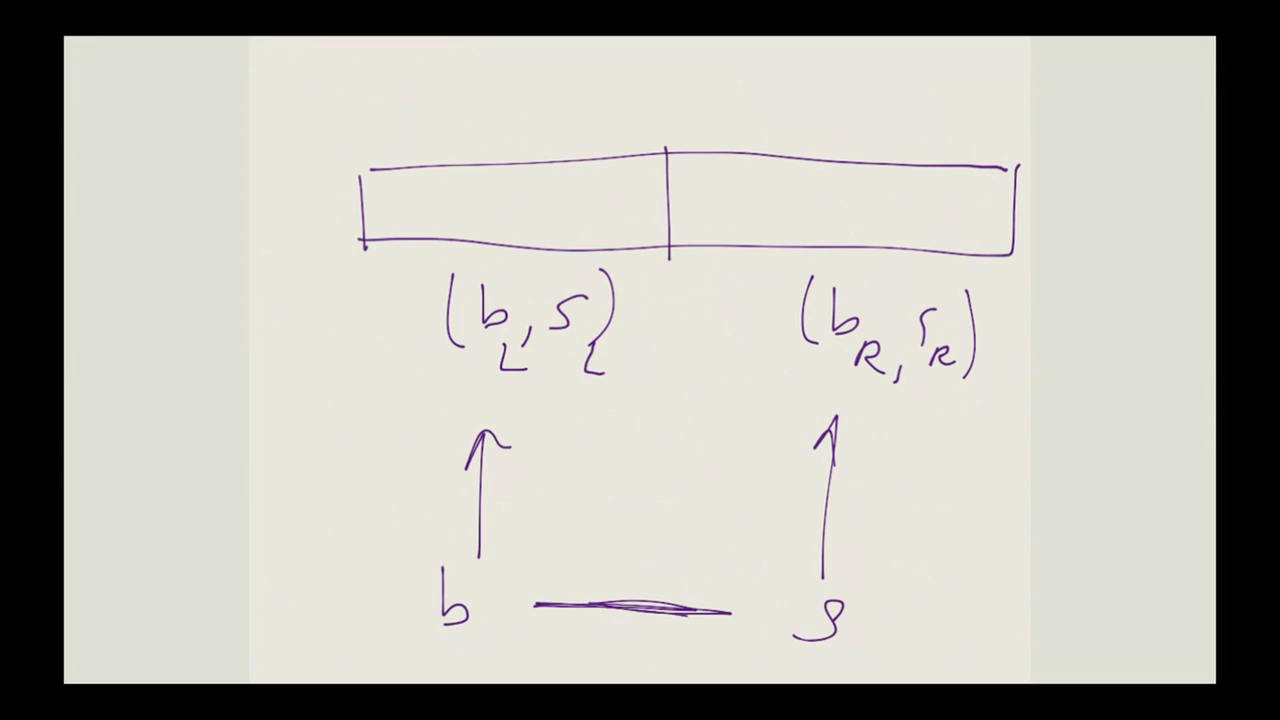 (b_L, s_L) (b_R, s_R)
b — s